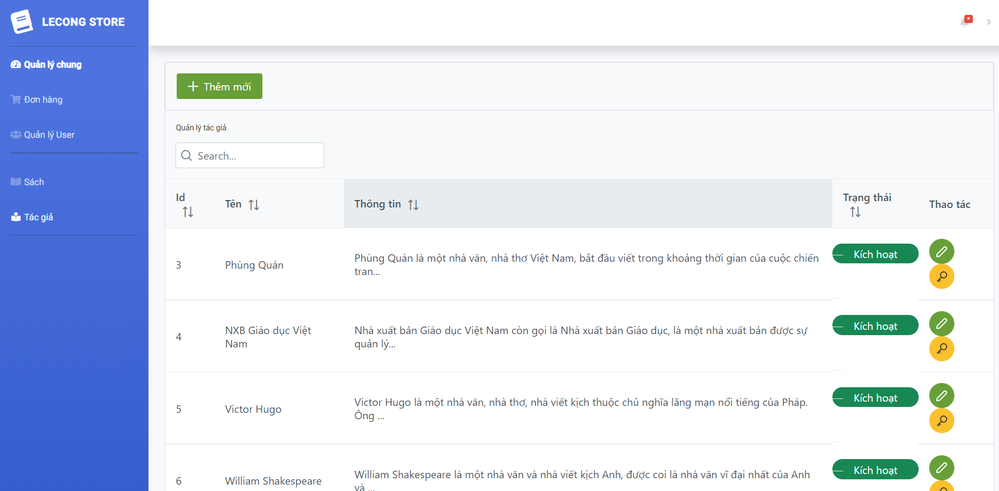 LECONG STORE
Quản lý chung
Đơn hàng
Quản lý User
Sách
Tác giả
Thêm mới
Quản lý tác giả
Search...
Id
Tên
Thông tin
Trạng thái
Thao tác
3
Phùng Quán
Phùng Quán là một nhà văn, nhà thơ Việt Nam, bắt đầu viết trong khoảng thời gian của cuộc chiến
tran...
Kích hoạt
4
NXB Giáo dục Việt
Nam
Nhà xuất bản Giáo dục Việt Nam còn gọi là Nhà xuất bản Giáo dục, là một nhà xuất bản được sự
quản lý...
Kích hoạt
5
Victor Hugo
Victor Hugo là một nhà văn, nhà thơ, nhà viết kịch thuộc chủ nghĩa lãng mạn nổi tiếng của Pháp.
Ông ...
Kích hoạt
6
William Shakespeare
William Shakespeare là một nhà văn và nhà viết kịch Anh, được coi là nhà văn vĩ đại nhất của Anh
và ...
Kích hoạt